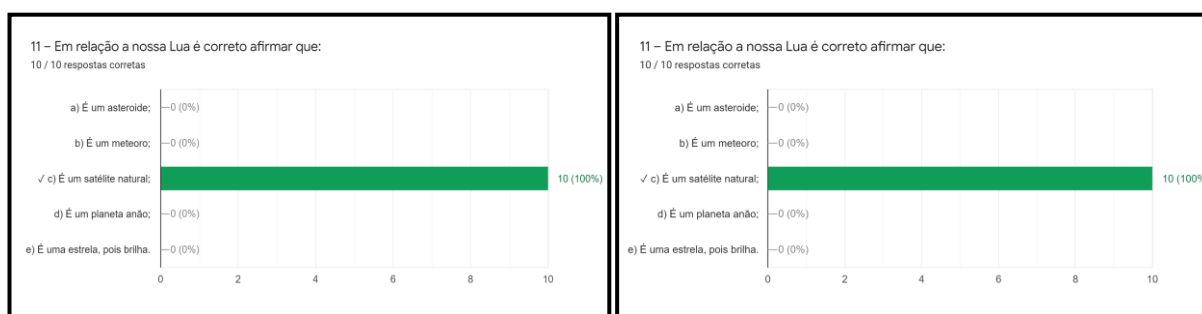 11 – Em relação a nossa Lua é correto afirmar que:
10 / 10 respostas corretas
a) É um asteroide;
0 (0%)
b) É um meteoro;
0 (0%)
✓ c) É um satélite natural;
10 (100%)
d) É um planeta anão;
0 (0%)
e) É uma estrela, pois brilha.
0 (0%)
0 2 4 6 8 10
11 – Em relação a nossa Lua é correto afirmar que:
10 / 10 respostas corretas
a) É um asteroide;
0 (0%)
b) É um meteoro;
0 (0%)
✓ c) É um satélite natural;
10 (100%
d) É um planeta anão;
0 (0%)
e) É uma estrela, pois brilha.
0 (0%)
0 2 4 6 8 10